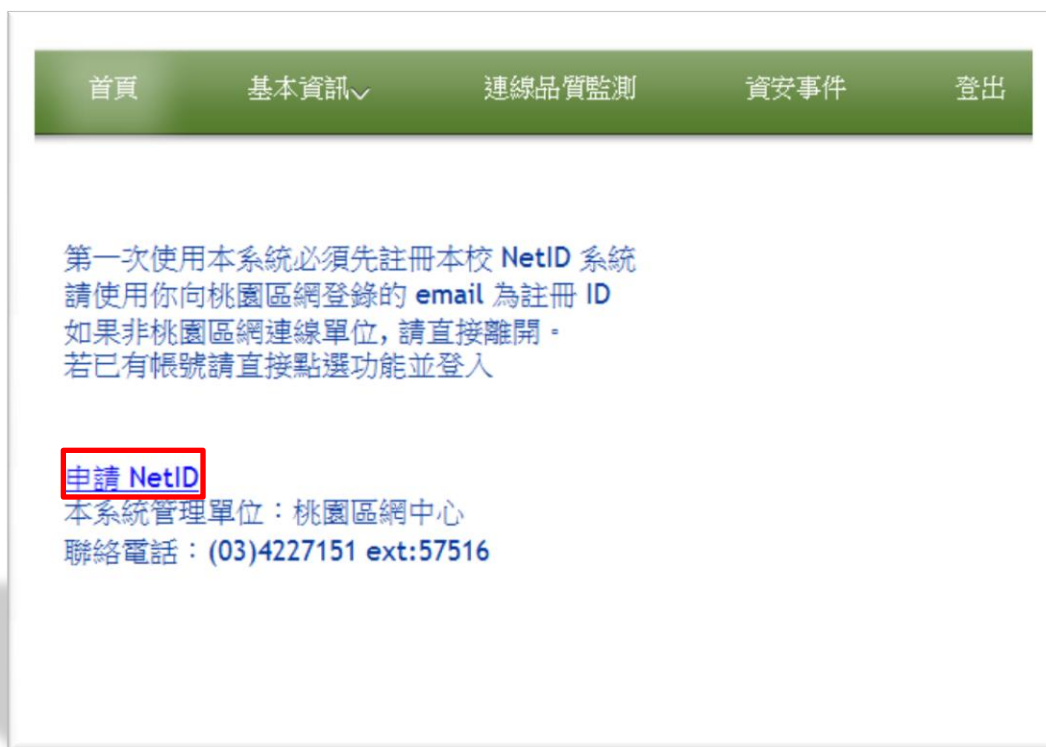 首頁 基本資訊 連線品質監測 資安事件 登出
第一次使用本系統必須先註冊本校 NetID 系統
請使用你向桃園區網登錄的 email 為註冊 ID
如果非桃園區網連線單位, 請直接離開。
若已有帳號請直接點選功能並登入
申請 NetID
本系統管理單位：桃園區網中心
聯絡電話：(03)4227151 ext:57516